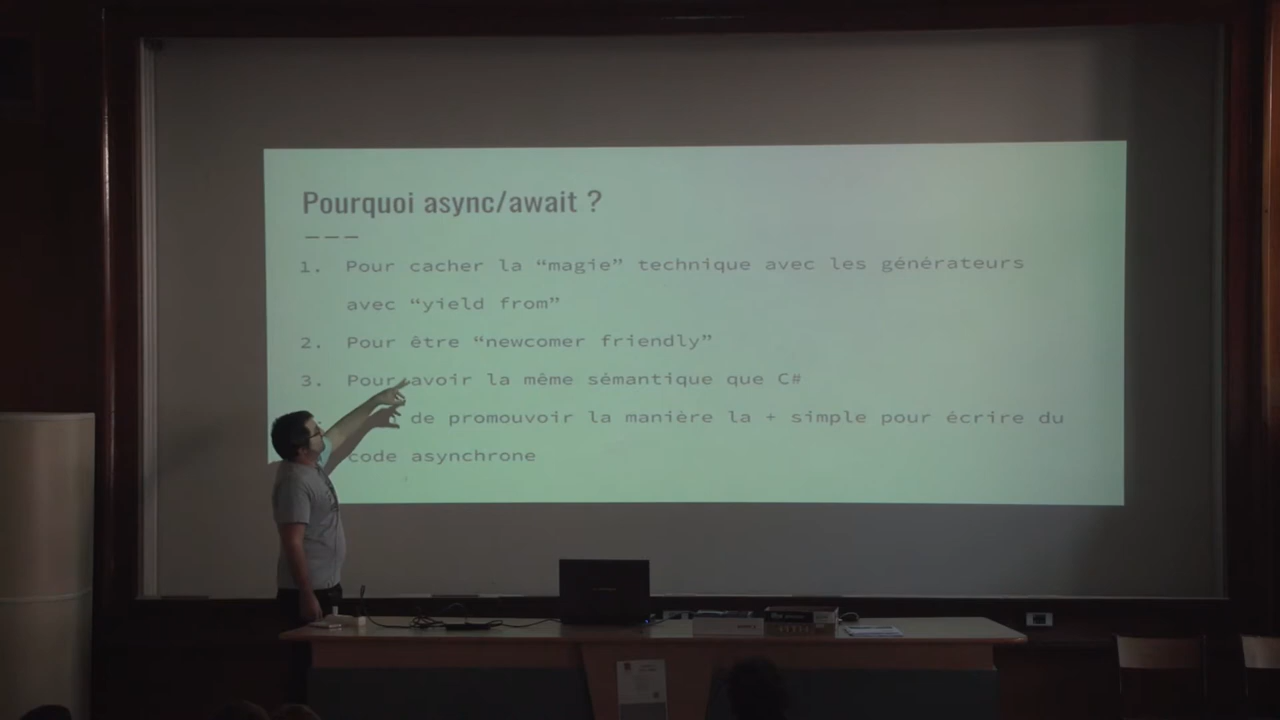 Pourquoi async/await ?
1. Pour cacher la “magie” technique avec les générateurs
avec “yield from”
2. Pour être “newcomer friendly”
3. Pour avoir la même sémantique que C#
de promouvoir la manière la + simple pour écrire du
code asynchrone